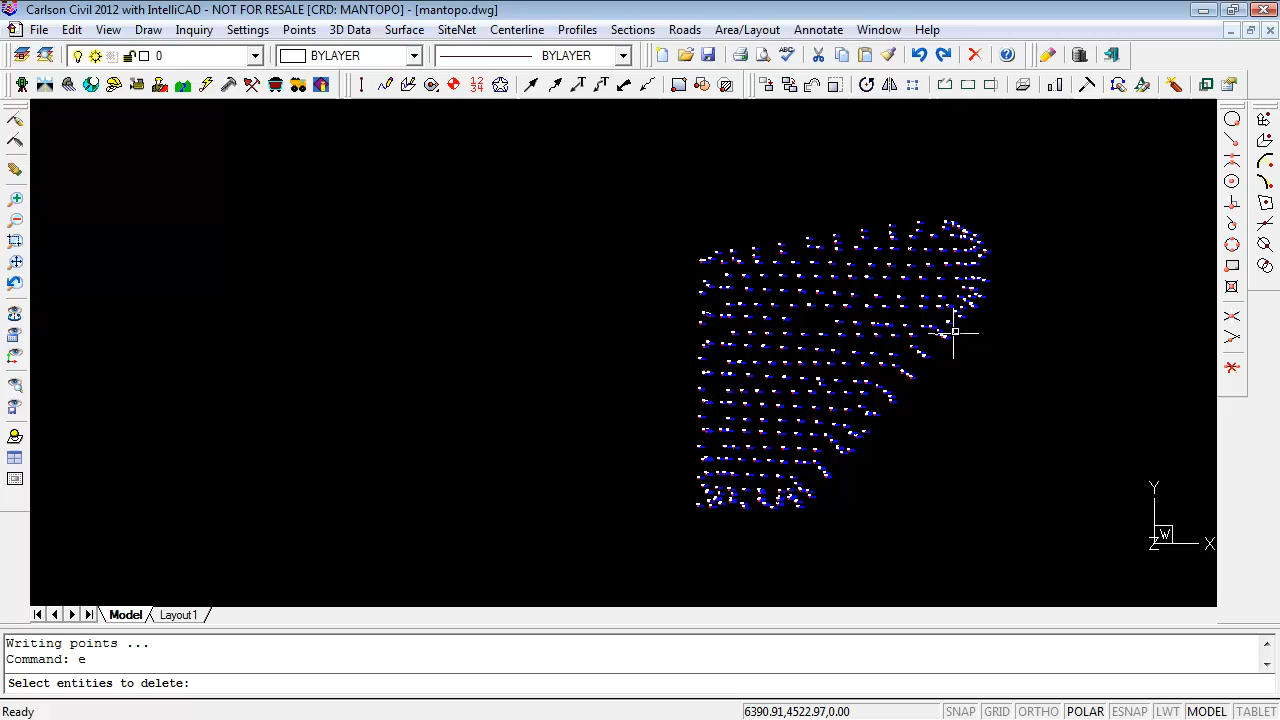 Carlson Civil 2012 with IntelliCAD - NOT FOR RESALE [CRD: MANTOPO] - [mantopo.dwg]
File Edit View Draw Inquiry Settings Points 3D Data Surface SiteNet Centerline Profiles Sections Roads Area/Layout Annotate Window Help
0 BYLAYER BYLAYER
Y
W
Z X
Model Layout1
Writing points ...
Command: e
Select entities to delete:
Ready 6390.91,4522.97,0.00 SNAP GRID ORTHO POLAR ESNAP LWT MODEL TABLET